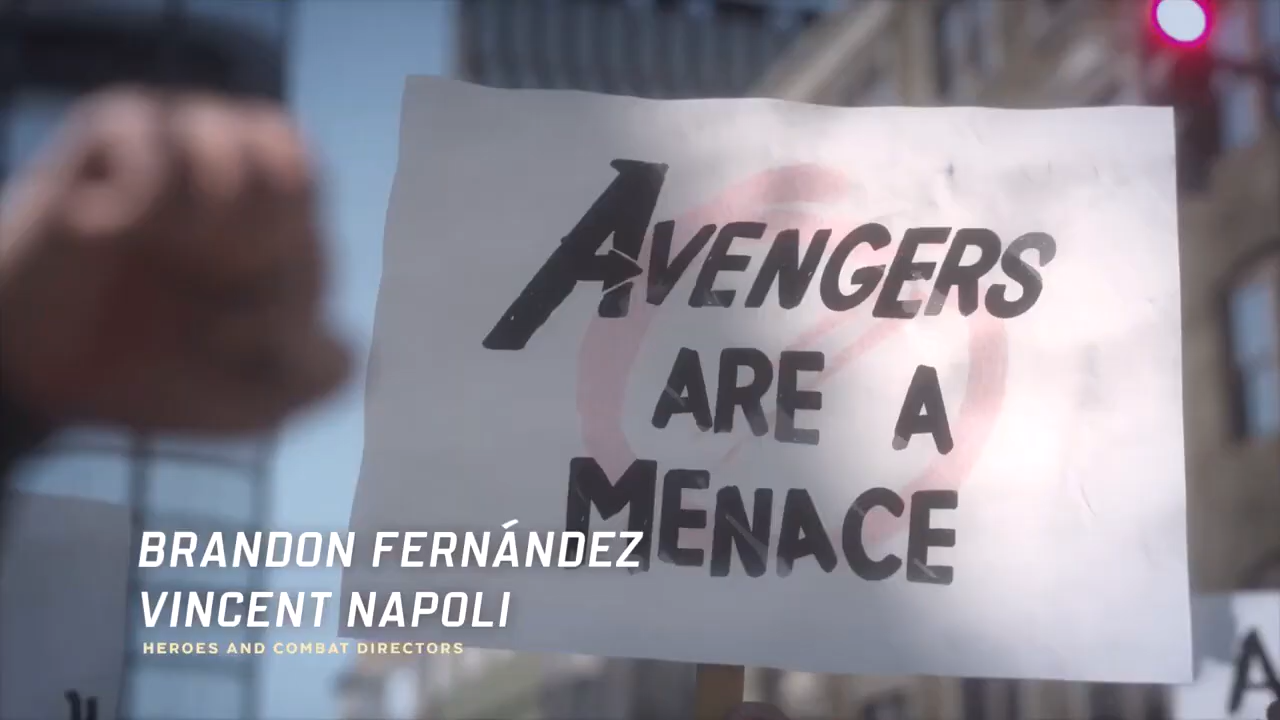 AVENGERS
ARE A
MENACE
BRANDON FERNÁNDEZ
VINCENT NAPOLI
HEROES AND COMBAT DIRECTORS
A